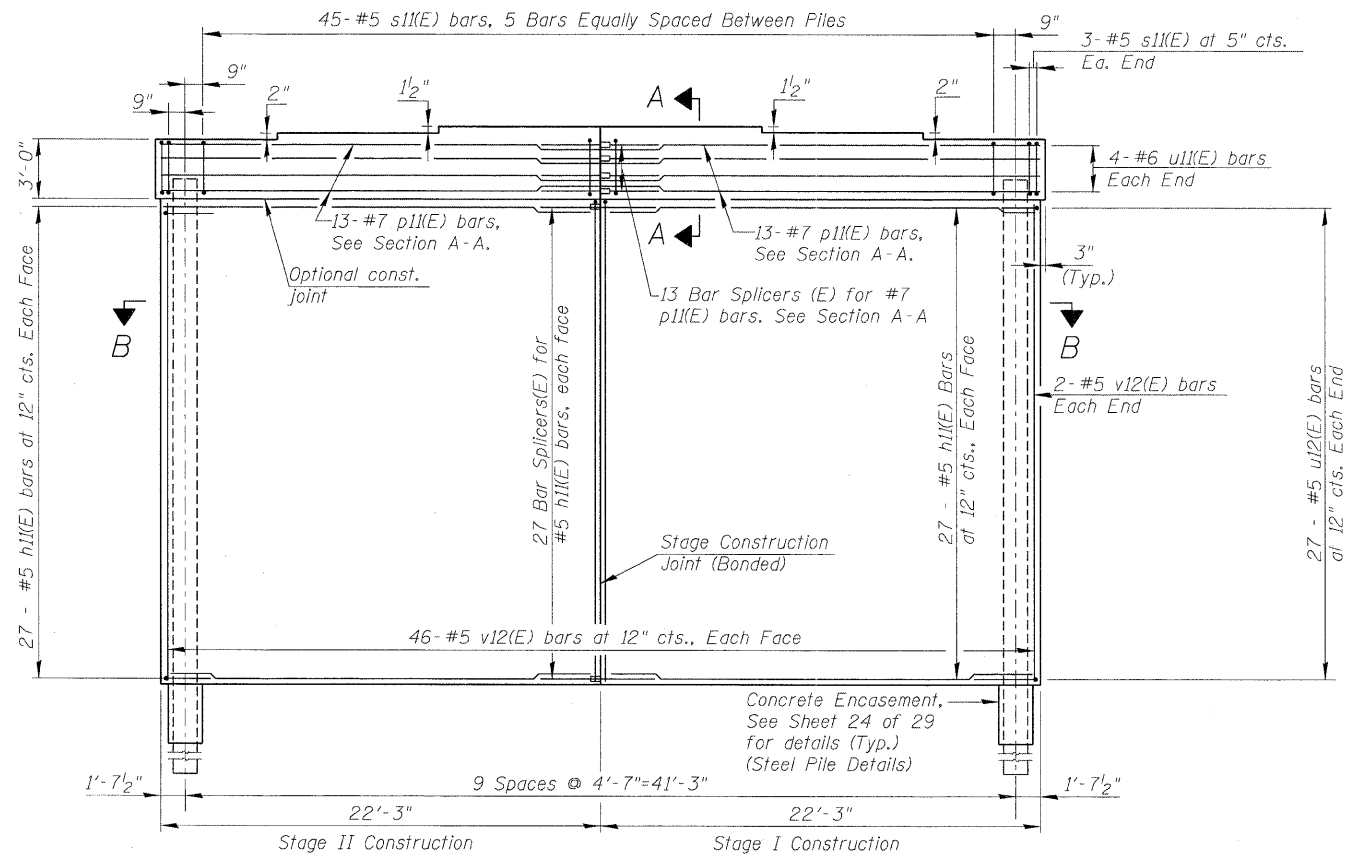 45- #5 s11(E) bars, 5 Bars Equally Spaced Between Piles
9"
3- #5 s11(E) at 5" cts.
Ea. End
9"
9"
2"
1½"
A
1½"
2"
3'-0"
4- #6 u11(E) bars
Each End
13- #7 p11(E) bars,
See Section A-A.
A
13- #7 p11(E) bars,
See Section A-A.
Optional const.
joint
3"
(Typ.)
13 Bar Splicers (E) for #7
p11(E) bars. See Section A-A
B
B
27 - #5 h11(E) bars at 12" cts. Each Face
27 Bar Splicers(E) for
#5 h11(E) bars, each face
27 - #5 h11(E) Bars
at 12" cts., Each Face
2- #5 v12(E) bars
Each End
27 - #5 u12(E) bars
at 12" cts. Each End
Stage Construction
Joint (Bonded)
46- #5 v12(E) bars at 12" cts., Each Face
Concrete Encasement,
See Sheet 24 of 29
for details (Typ.)
(Steel Pile Details)
1'-7½"
9 Spaces @ 4'-7"=41'-3"
1'-7½"
22'-3"
22'-3"
Stage II Construction
Stage I Construction